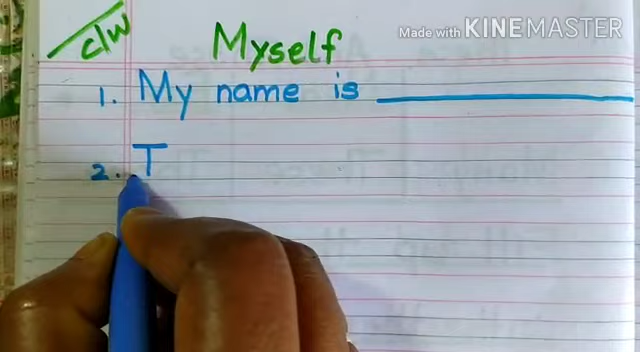 Made with KINEMASTER
c/w
Myself
1. My name is
2. T